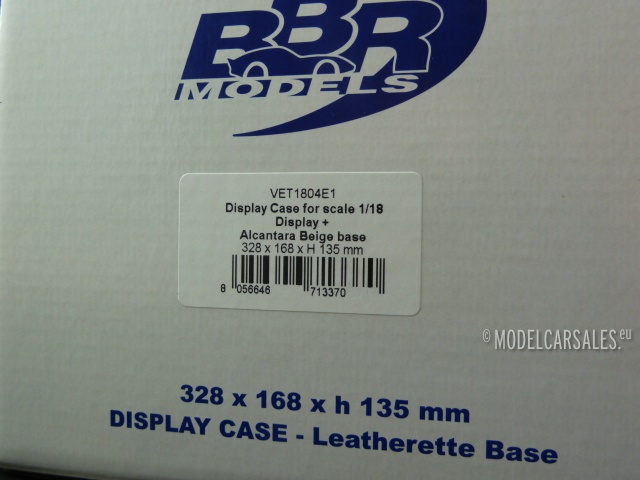 BBR
MODELS
VET1804E1
Display Case for scale 1/18
Display +
Alcantara Beige base
328 x 168 x H 135 mm
8 056646 713370
© MODELCARSALES.eu
328 x 168 x h 135 mm
DISPLAY CASE - Leatherette Base